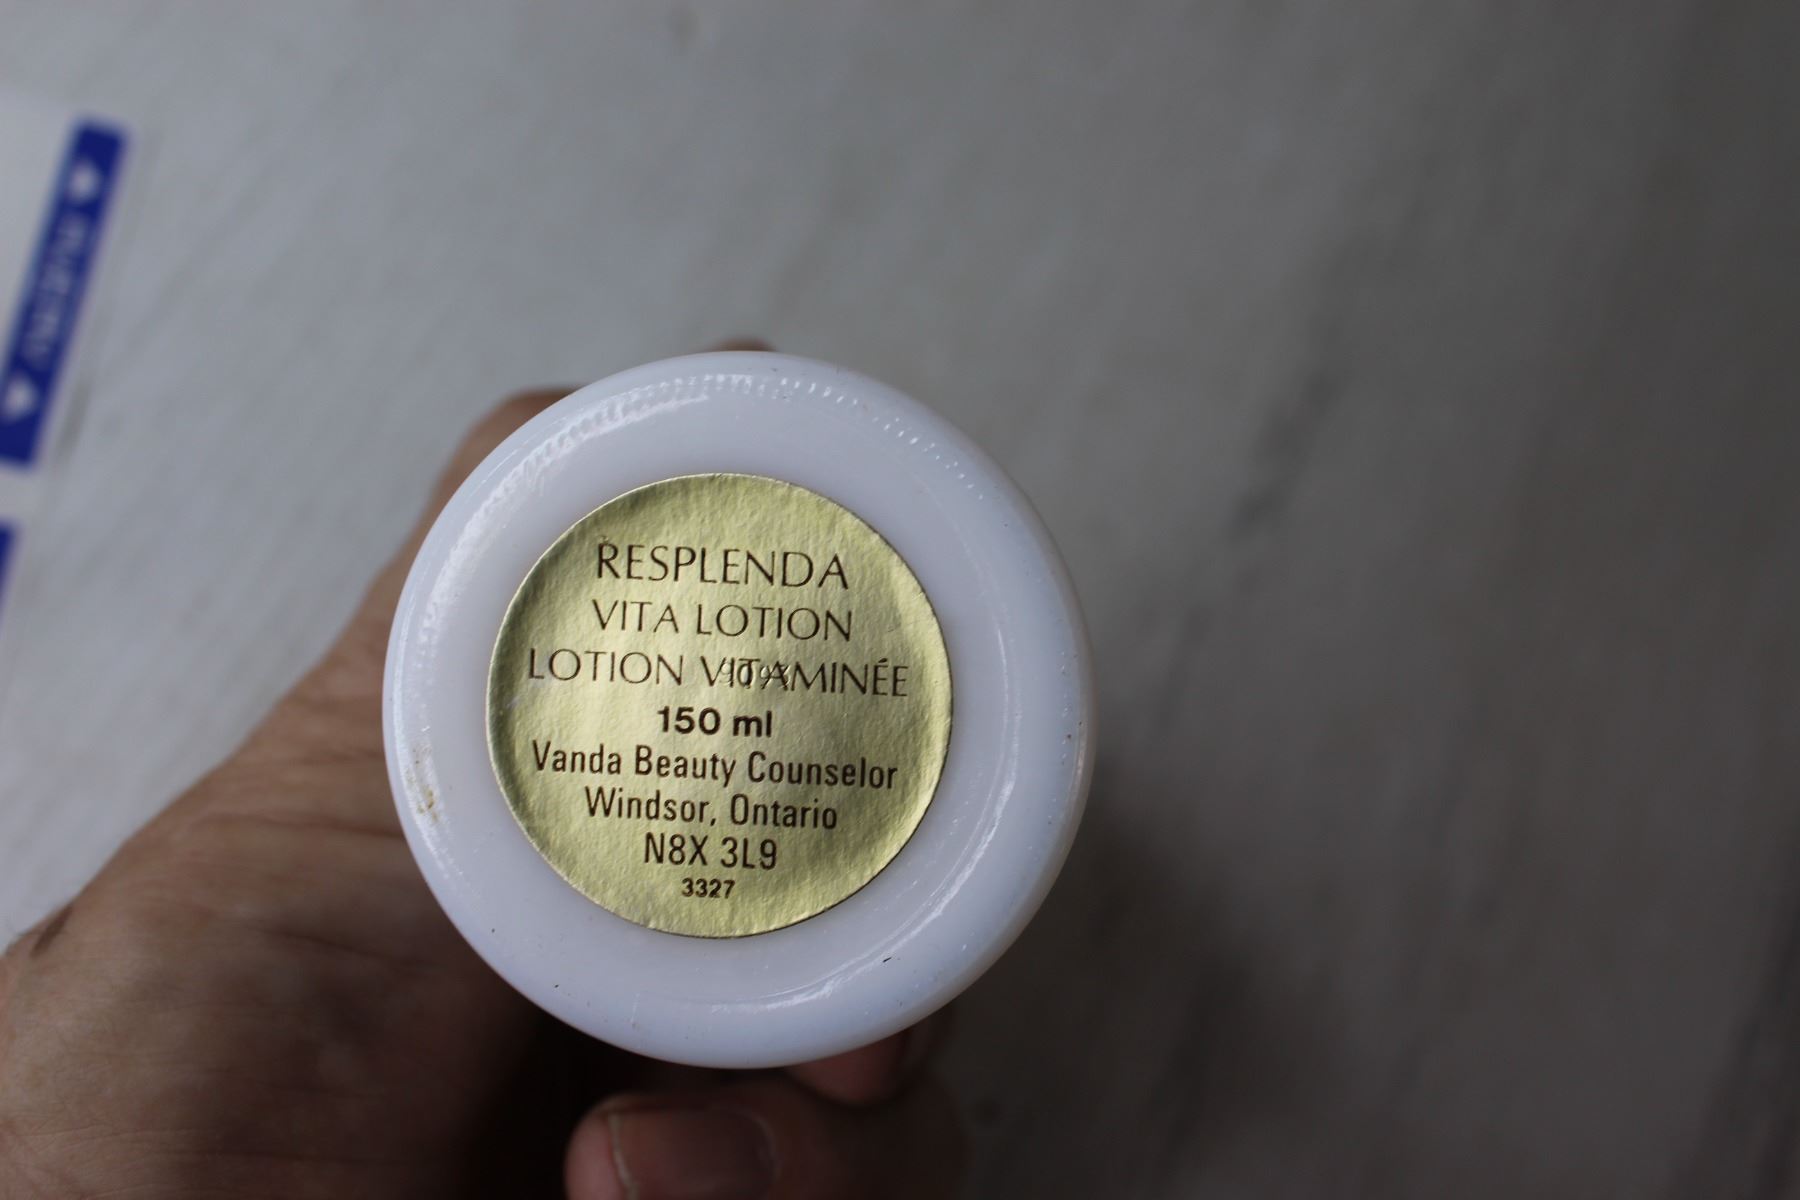 RESPLENDA
VITA LOTION
LOTION VITAMINÉE
150 ml
Vanda Beauty Counselor
Windsor, Ontario
N8X 3L9
3327